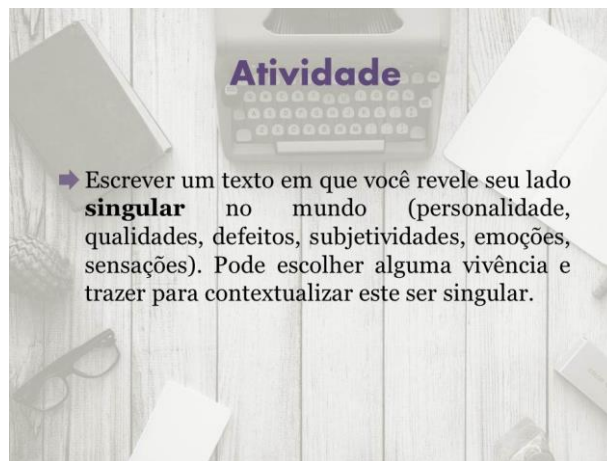 Atividade
Escrever um texto em que você revele seu lado
singular no mundo (personalidade,
qualidades, defeitos, subjetividades, emoções,
sensações). Pode escolher alguma vivência e
trazer para contextualizar este ser singular.